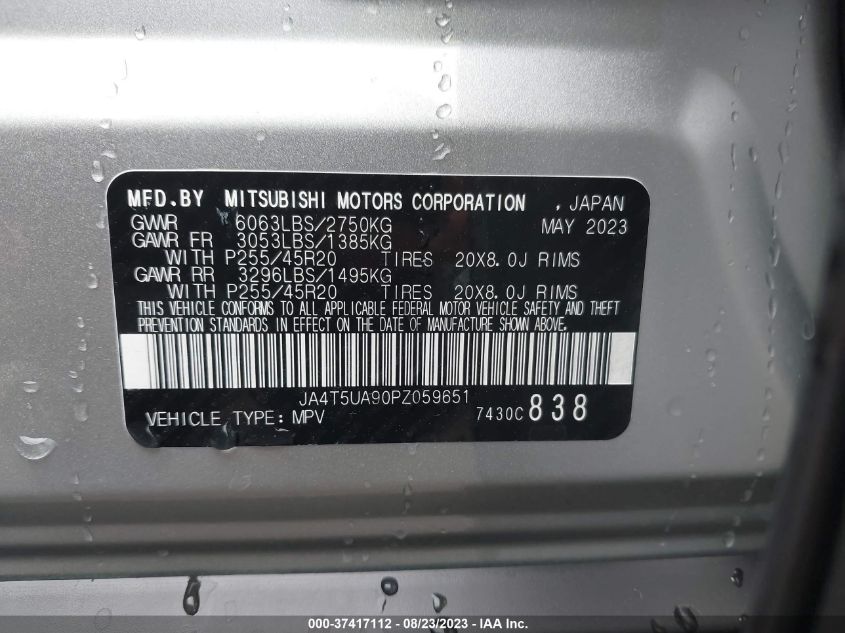 MFD.BY MITSUBISHI MOTORS CORPORATION , JAPAN
GVWR 6063LBS/2750KG MAY 2023
GAWR FR 3053LBS/1385KG
WITH P255/45R20 TIRES 20X8.0J RIMS
GAWR RR 3296LBS/1495KG
WITH P255/45R20 TIRES 20X8.0J RIMS
THIS VEHICLE CONFORMS TO ALL APPLICABLE FEDERAL MOTOR VEHICLE SAFETY AND THEFT
PREVENTION STANDARDS IN EFFECT ON THE DATE OF MANUFACTURE SHOWN ABOVE.
JA4T5UA90PZ059651
VEHICLE TYPE: MPV 7430C 838
000-37417112 - 08/23/2023 - Copyright © 2023 IAA, LLC.